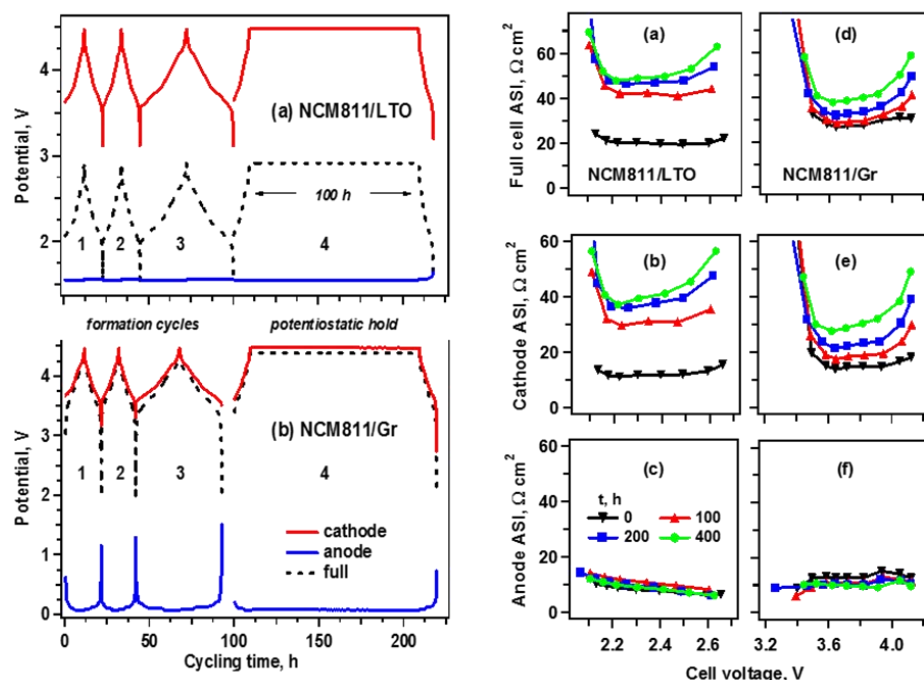 Potential, V
4
3
2
(a) NCM811/LTO
100 h
1 2 3 4
formation cycles potentiostatic hold
Potential, V
4
3
2
1
0
(b) NCM811/Gr
1 2 3 4
cathode
anode
full
0 50 100 150 200
Cycling time, h
Full cell ASI, Ω cm²
60
40
20
0
(a)
NCM811/LTO
(d)
NCM811/Gr
Cathode ASI, Ω cm²
60
40
20
0
(b)
(e)
Anode ASI, Ω cm²
60
40
20
0
(c)
t, h
0 100
200 400
(f)
2.2 2.4 2.6 3.2 3.6 4.0
Cell voltage, V